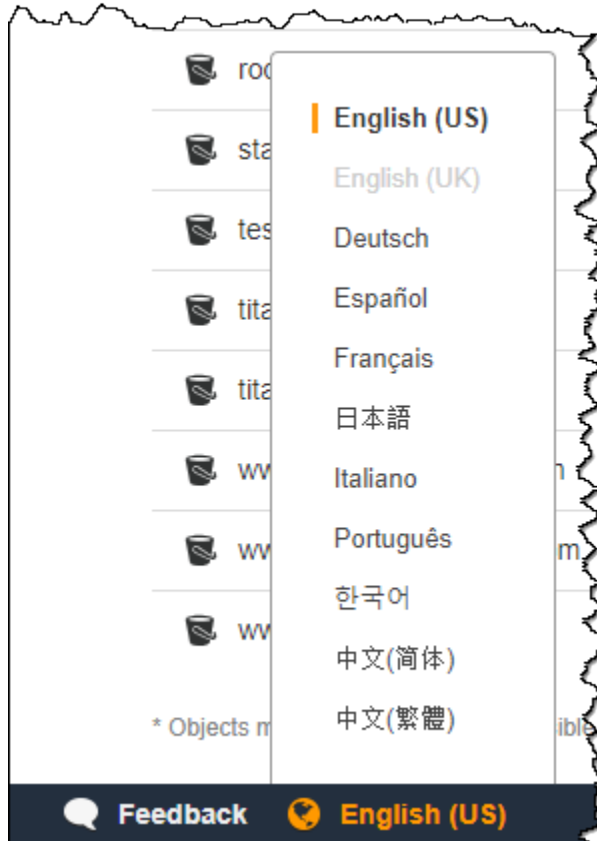 English (US)
English (UK)
Deutsch
Español
Français
日本語
Italiano
Português
한국어
中文(简体)
中文(繁體)
* Objects
Feedback
English (US)